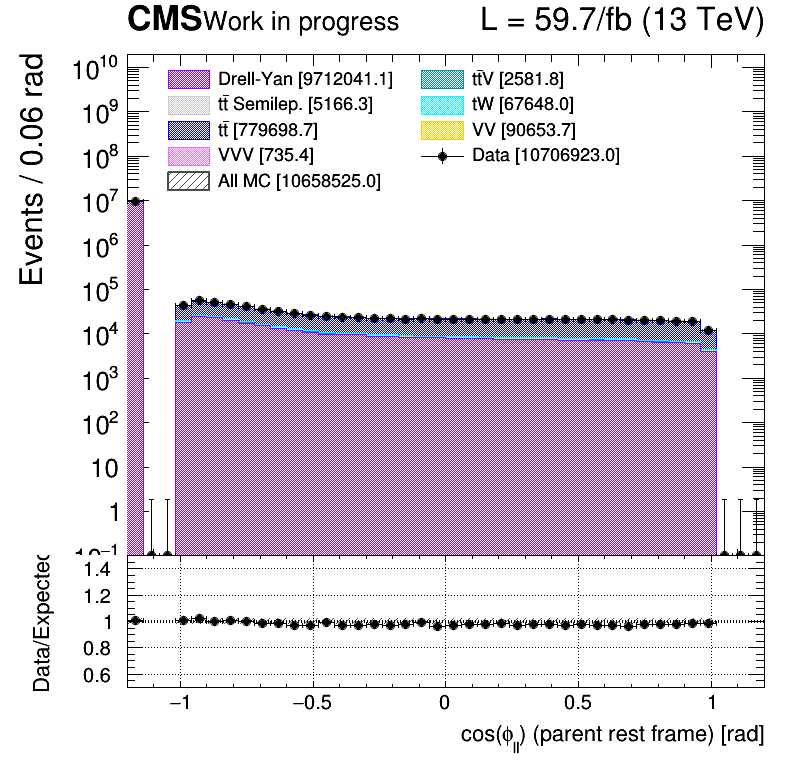 CMS Work in progress L = 59.7/fb (13 TeV)
Events / 0.06 rad
Drell-Yan [9712041.1]
tt̄ Semilep. [5166.3]
tt̄ [779698.7]
VVV [735.4]
All MC [10658525.0]
tt̄V [2581.8]
tW [67648.0]
VV [90653.7]
Data [10706923.0]
10¹⁰
10⁹
10⁸
10⁷
10⁶
10⁵
10⁴
10³
10²
10
1
10⁻¹
Data/Expected
1.4
1.2
1
0.8
0.6
−1 −0.5 0 0.5 1
cos(ϕ_ll) (parent rest frame) [rad]